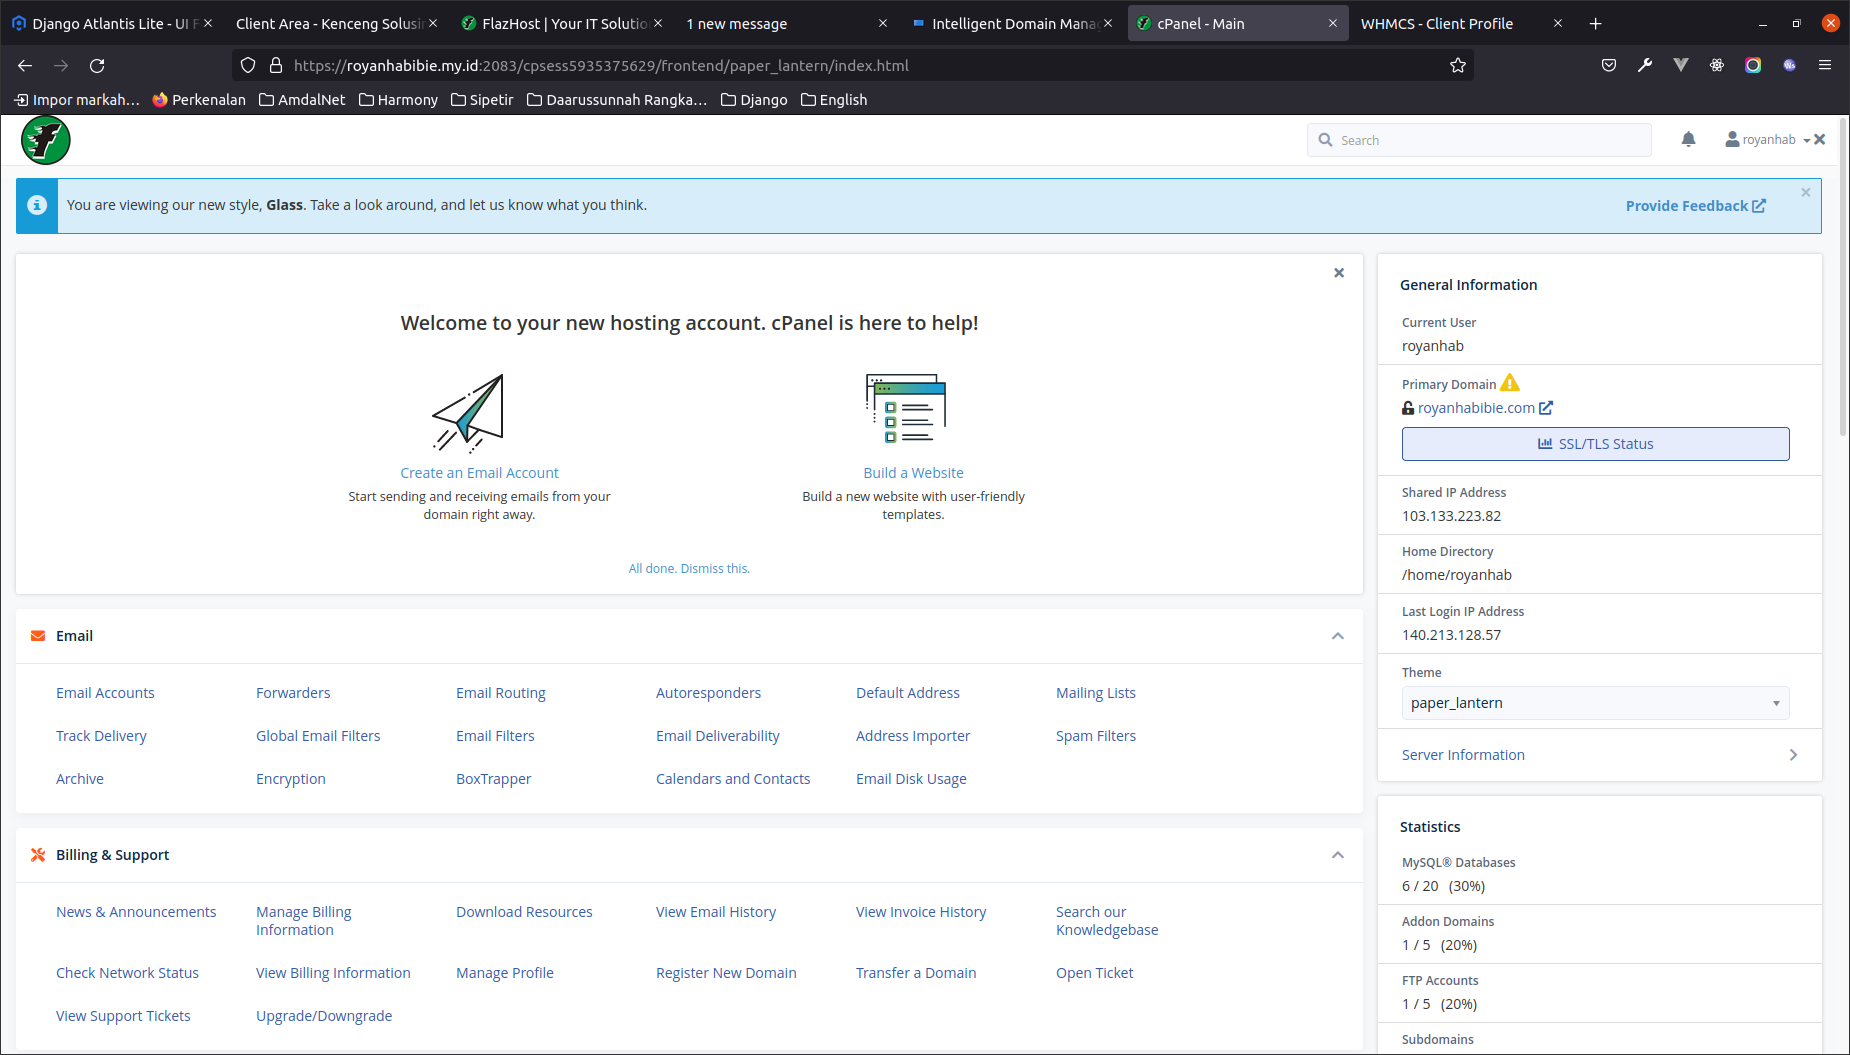 Django Atlantis Lite - UI F
Client Area - Kenceng Solusin
FlazHost | Your IT Solutio
1 new message
Intelligent Domain Mana
cPanel - Main
WHMCS - Client Profile
https://royanhabibie.my.id:2083/cpsess5935375629/frontend/paper_lantern/index.html
Impor markah…
Perkenalan
AmdalNet
Harmony
Sipetir
Daarussunnah Rangka…
Django
English
Search
royanhab
You are viewing our new style, Glass. Take a look around, and let us know what you think.
Provide Feedback
Welcome to your new hosting account. cPanel is here to help!
Create an Email Account
Start sending and receiving emails from your
domain right away.
Build a Website
Build a new website with user-friendly
templates.
All done. Dismiss this.
Email
Email Accounts
Forwarders
Email Routing
Autoresponders
Default Address
Mailing Lists
Track Delivery
Global Email Filters
Email Filters
Email Deliverability
Address Importer
Spam Filters
Archive
Encryption
BoxTrapper
Calendars and Contacts
Email Disk Usage
Billing & Support
News & Announcements
Manage Billing
Information
Download Resources
View Email History
View Invoice History
Search our
Knowledgebase
Check Network Status
View Billing Information
Manage Profile
Register New Domain
Transfer a Domain
Open Ticket
View Support Tickets
Upgrade/Downgrade
General Information
Current User
royanhab
Primary Domain
royanhabibie.com
SSL/TLS Status
Shared IP Address
103.133.223.82
Home Directory
/home/royanhab
Last Login IP Address
140.213.128.57
Theme
paper_lantern
Server Information
Statistics
MySQL® Databases
6 / 20 (30%)
Addon Domains
1 / 5 (20%)
FTP Accounts
1 / 5 (20%)
Subdomains